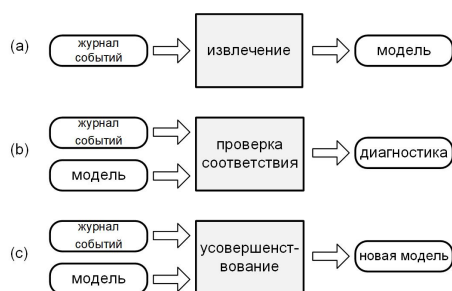 (a)
журнал
событий
извлечение
модель
(b)
журнал
событий
модель
проверка
соответствия
диагностика
(c)
журнал
событий
модель
усовершенст-
вование
новая модель